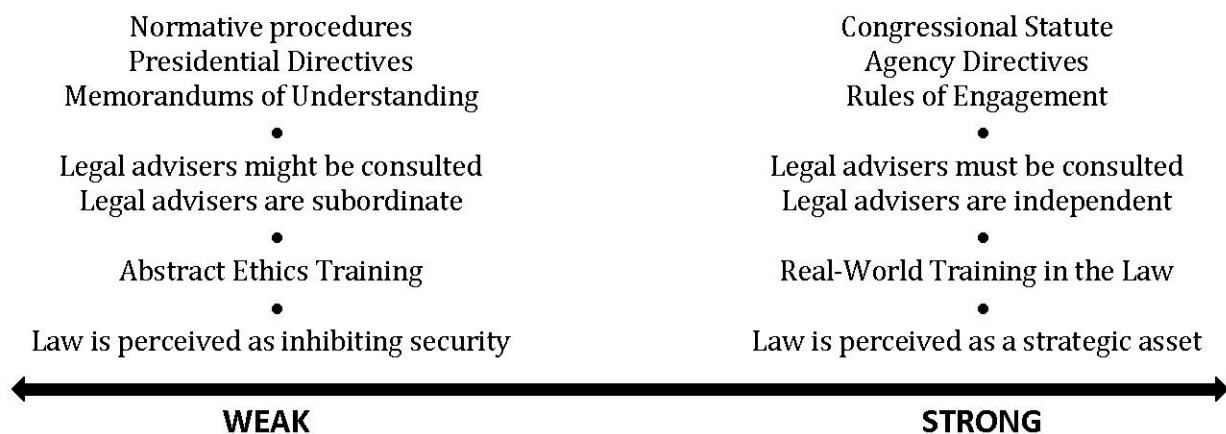 Normative procedures
Presidential Directives
Memorandums of Understanding
•
Legal advisers might be consulted
Legal advisers are subordinate
•
Abstract Ethics Training
•
Law is perceived as inhibiting security
WEAK
Congressional Statute
Agency Directives
Rules of Engagement
•
Legal advisers must be consulted
Legal advisers are independent
•
Real-World Training in the Law
•
Law is perceived as a strategic asset
STRONG